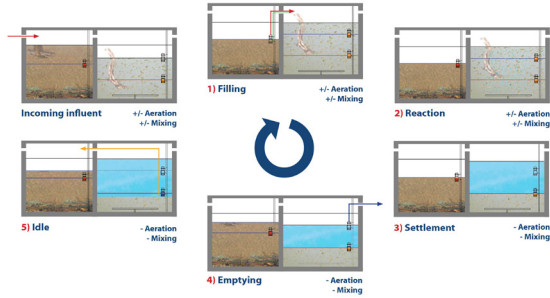 Incoming influent
+/- Aeration
+/- Mixing
1) Filling
+/- Aeration
+/- Mixing
2) Reaction
+/- Aeration
+/- Mixing
3) Settlement
- Aeration
- Mixing
4) Emptying
- Aeration
- Mixing
5) Idle
- Aeration
- Mixing